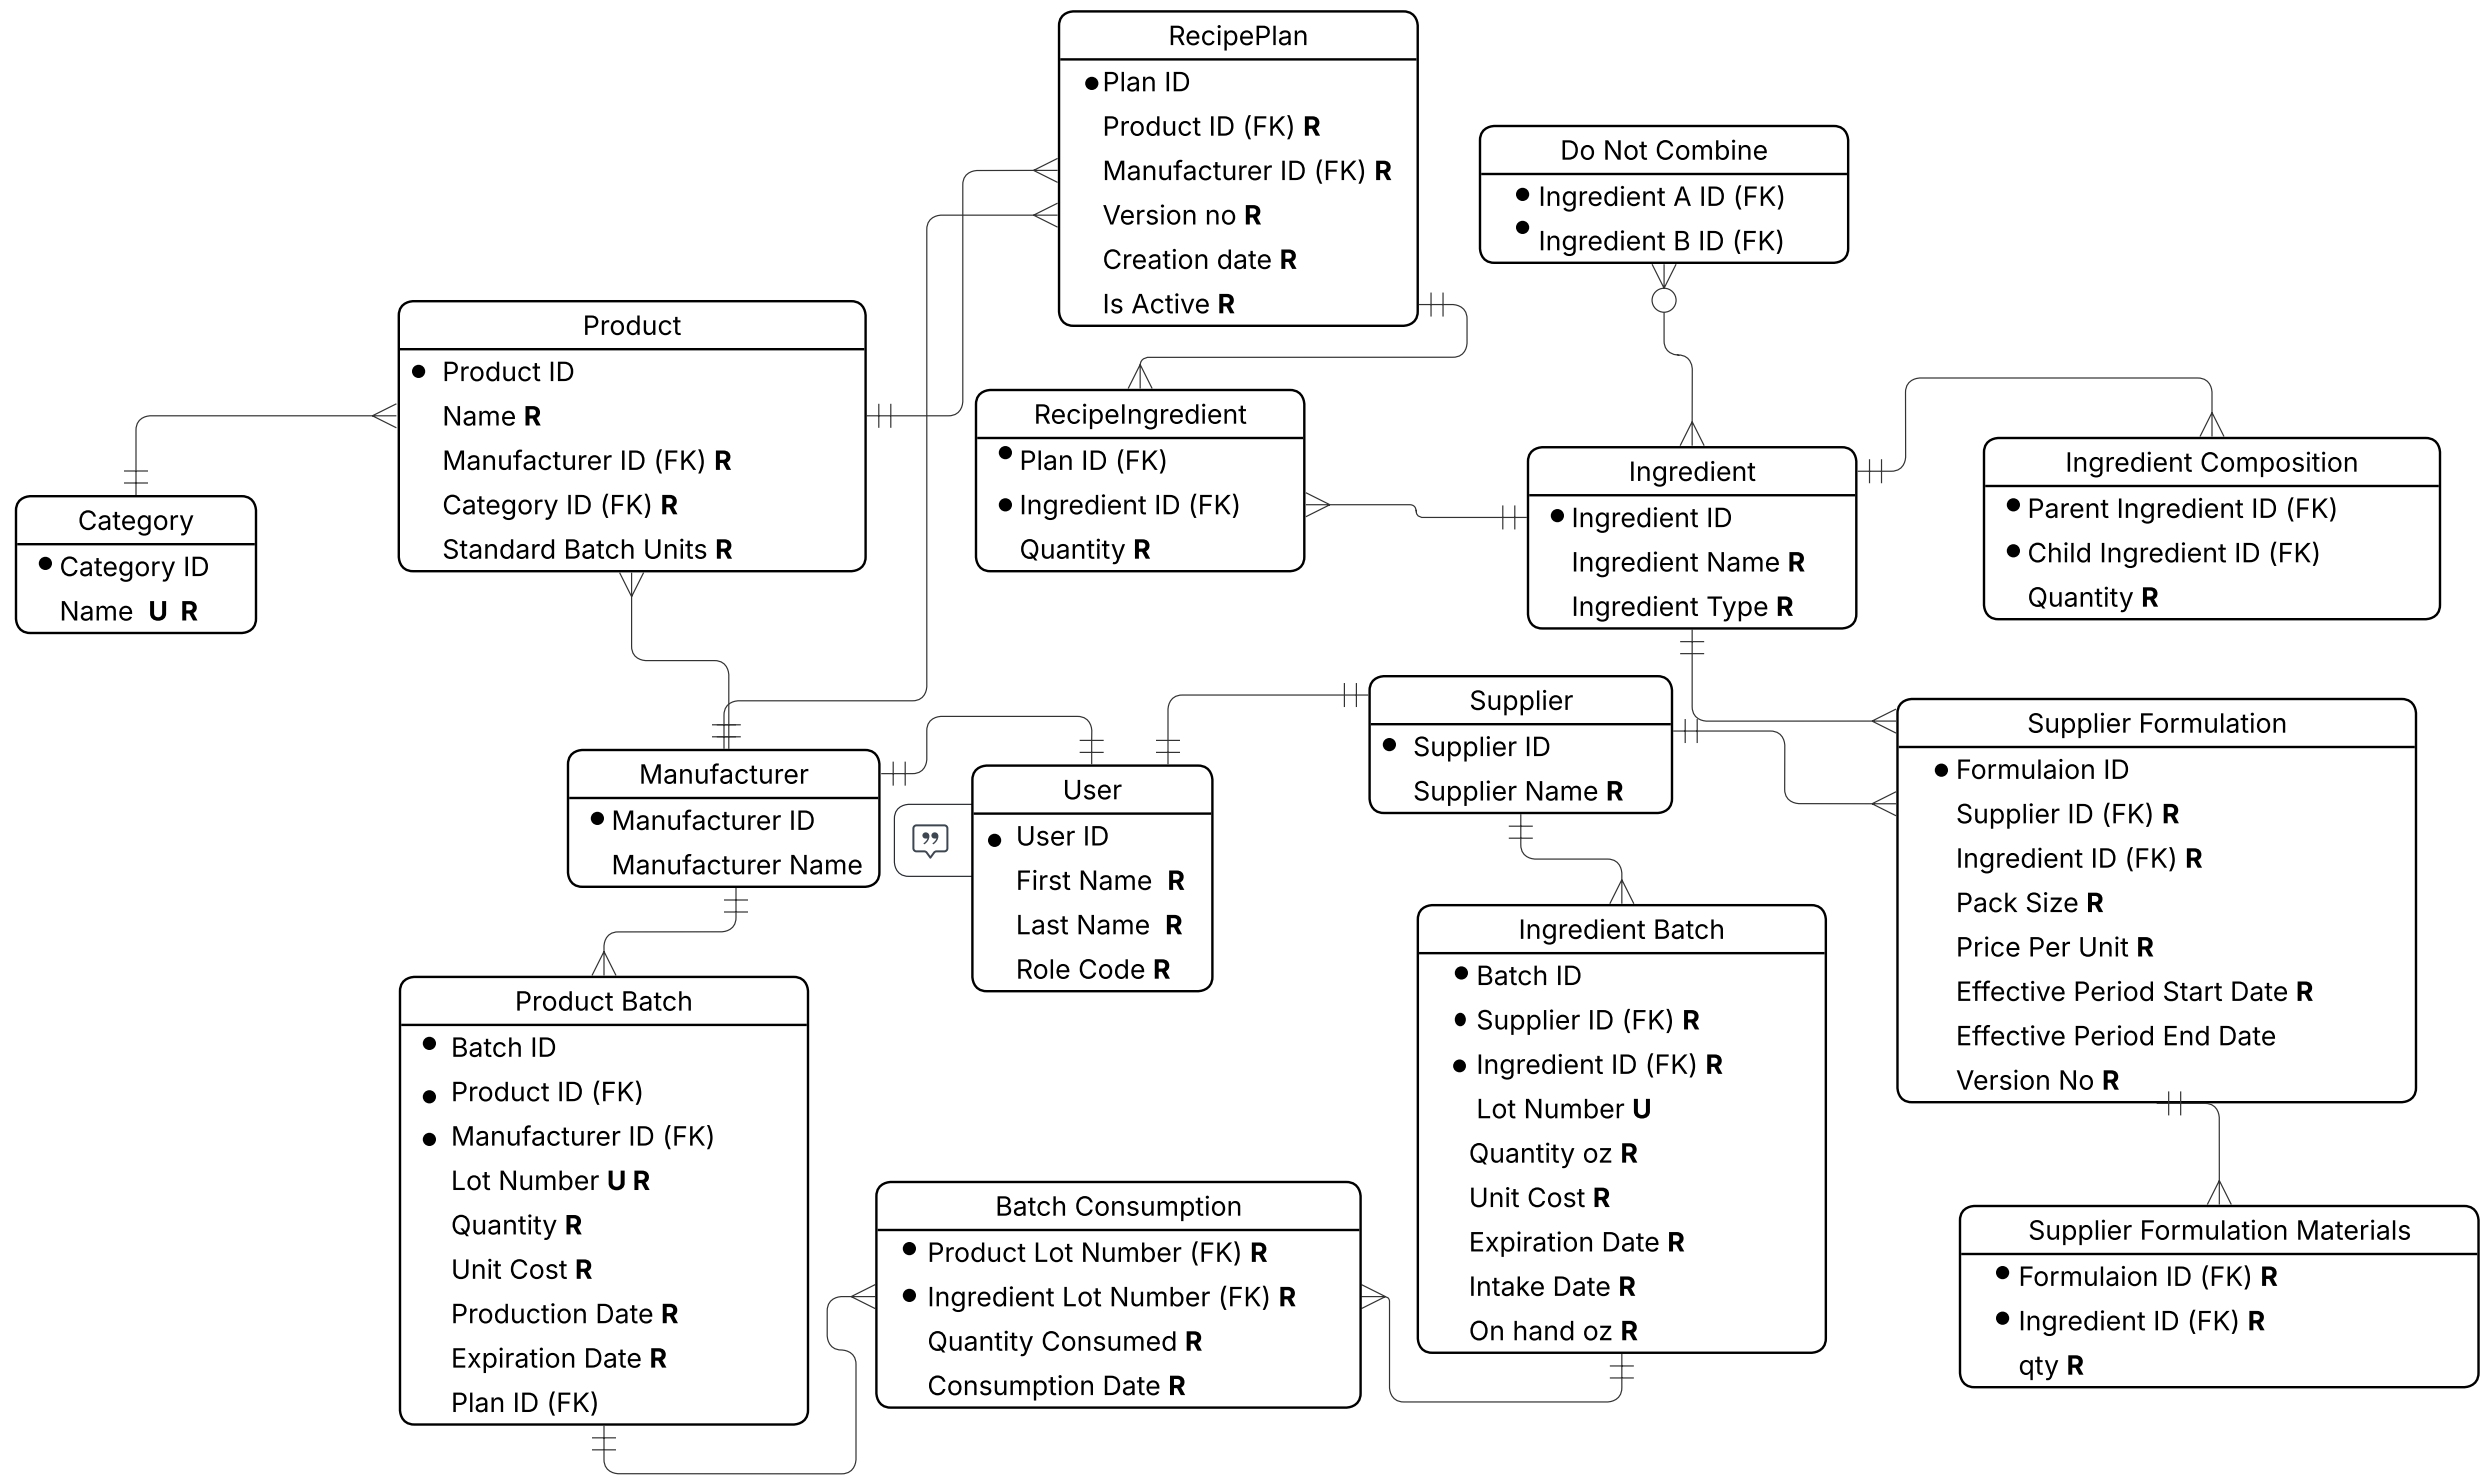 RecipePlan
Plan ID
Product ID (FK) R
Manufacturer ID (FK) R
Version no R
Creation date R
Is Active R
Do Not Combine
Ingredient A ID (FK)
Ingredient B ID (FK)
Product
Product ID
Name R
Manufacturer ID (FK) R
Category ID (FK) R
Standard Batch Units R
Category
Category ID
Name U R
RecipeIngredient
Plan ID (FK)
Ingredient ID (FK)
Quantity R
Ingredient
Ingredient ID
Ingredient Name R
Ingredient Type R
Ingredient Composition
Parent Ingredient ID (FK)
Child Ingredient ID (FK)
Quantity R
Manufacturer
Manufacturer ID
Manufacturer Name
User
User ID
First Name R
Last Name R
Role Code R
Supplier
Supplier ID
Supplier Name R
Supplier Formulation
Formulaion ID
Supplier ID (FK) R
Ingredient ID (FK) R
Pack Size R
Price Per Unit R
Effective Period Start Date R
Effective Period End Date
Version No R
Product Batch
Batch ID
Product ID (FK)
Manufacturer ID (FK)
Lot Number U R
Quantity R
Unit Cost R
Production Date R
Expiration Date R
Plan ID (FK)
Batch Consumption
Product Lot Number (FK) R
Ingredient Lot Number (FK) R
Quantity Consumed R
Consumption Date R
Ingredient Batch
Batch ID
Supplier ID (FK) R
Ingredient ID (FK) R
Lot Number U
Quantity oz R
Unit Cost R
Expiration Date R
Intake Date R
On hand oz R
Supplier Formulation Materials
Formulaion ID (FK) R
Ingredient ID (FK) R
qty R